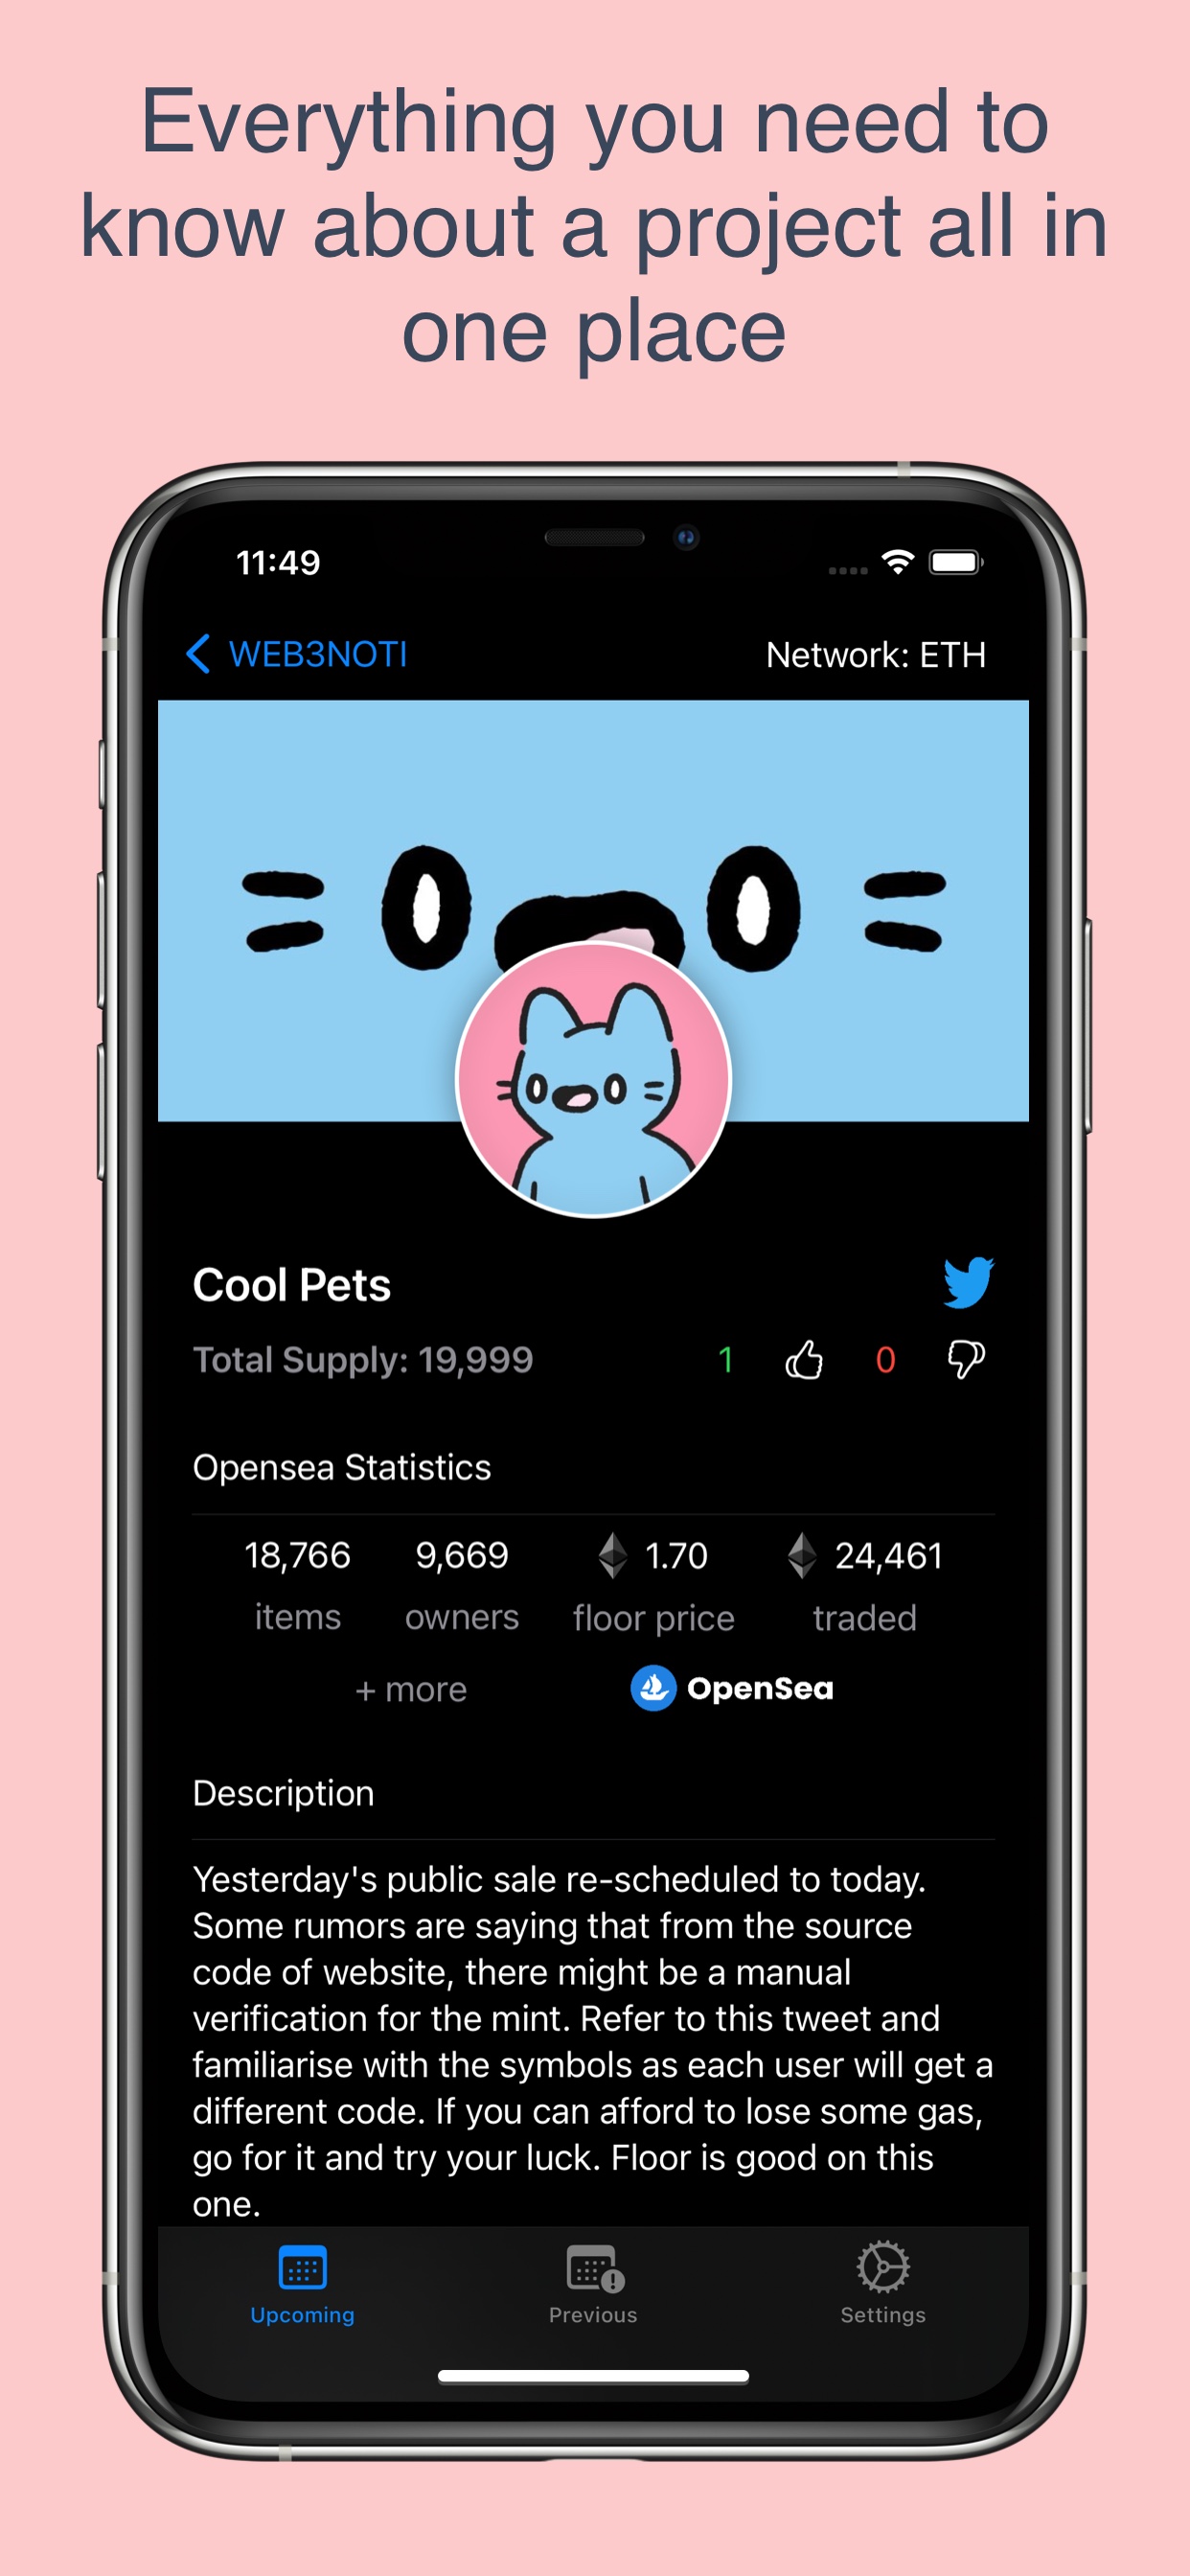 Everything you need to
know about a project all in
one place
11:49
WEB3NOTI
Network: ETH
Cool Pets
Total Supply: 19,999
1
0
Opensea Statistics
18,766 9,669 1.70 24,461
items owners floor price traded
+ more OpenSea
Description
Yesterday's public sale re-scheduled to today.
Some rumors are saying that from the source
code of website, there might be a manual
verification for the mint. Refer to this tweet and
familiarise with the symbols as each user will get a
different code. If you can afford to lose some gas,
go for it and try your luck. Floor is good on this
one.
Upcoming Previous Settings